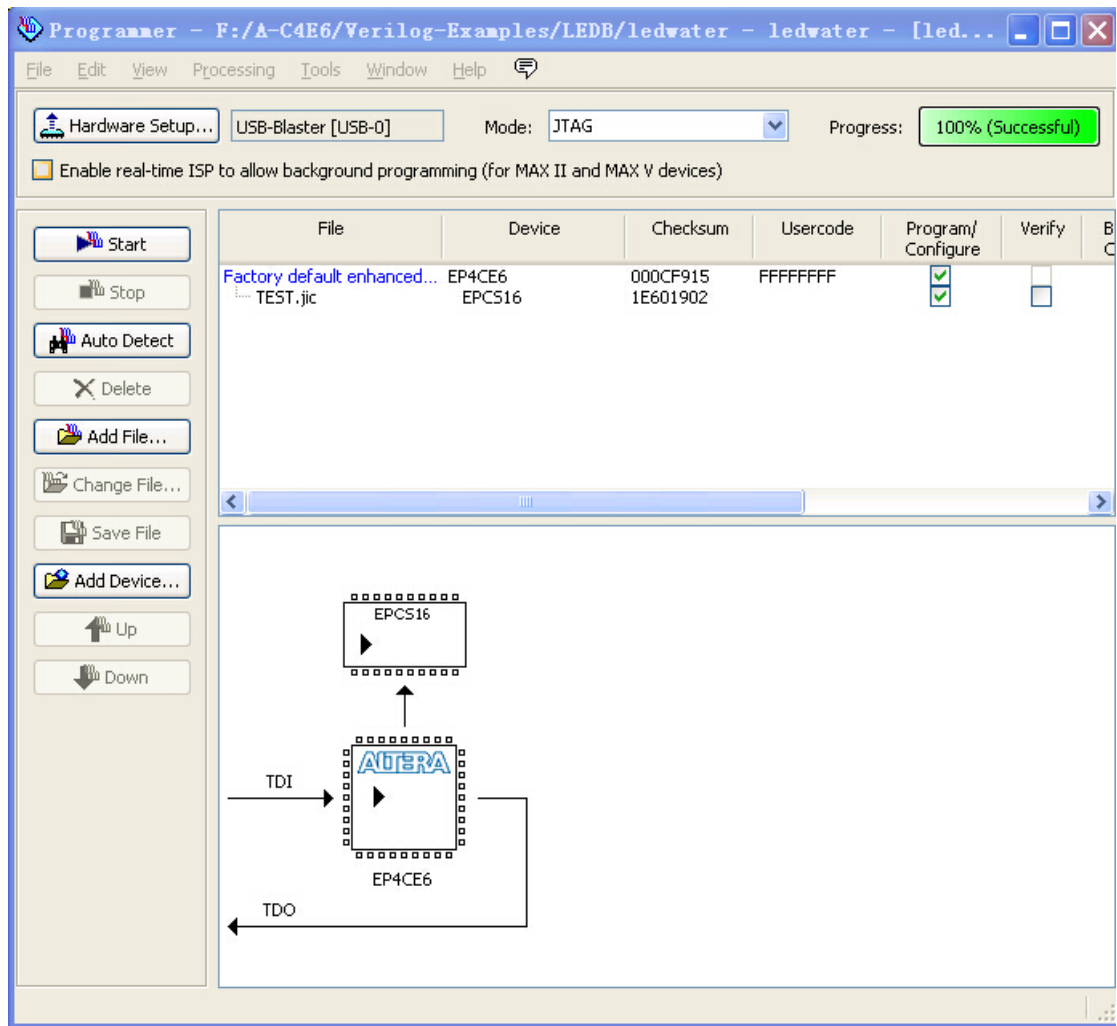 Programmer - F:/A-C4E6/Verilog-Examples/LEDB/ledwater - ledwater - [led...
File Edit View Processing Tools Window Help
Hardware Setup... USB-Blaster [USB-0] Mode: JTAG Progress: 100% (Successful)
Enable real-time ISP to allow background programming (for MAX II and MAX V devices)
Start
Stop
Auto Detect
Delete
Add File...
Change File...
Save File
Add Device...
Up
Down
File Device Checksum Usercode Program/ Verify B
Configure C
Factory default enhanced... EP4CE6 000CF915 FFFFFFFF
TEST.jic EPCS16 1E601902
EPCS16
ALTERA
TDI
EP4CE6
TDO